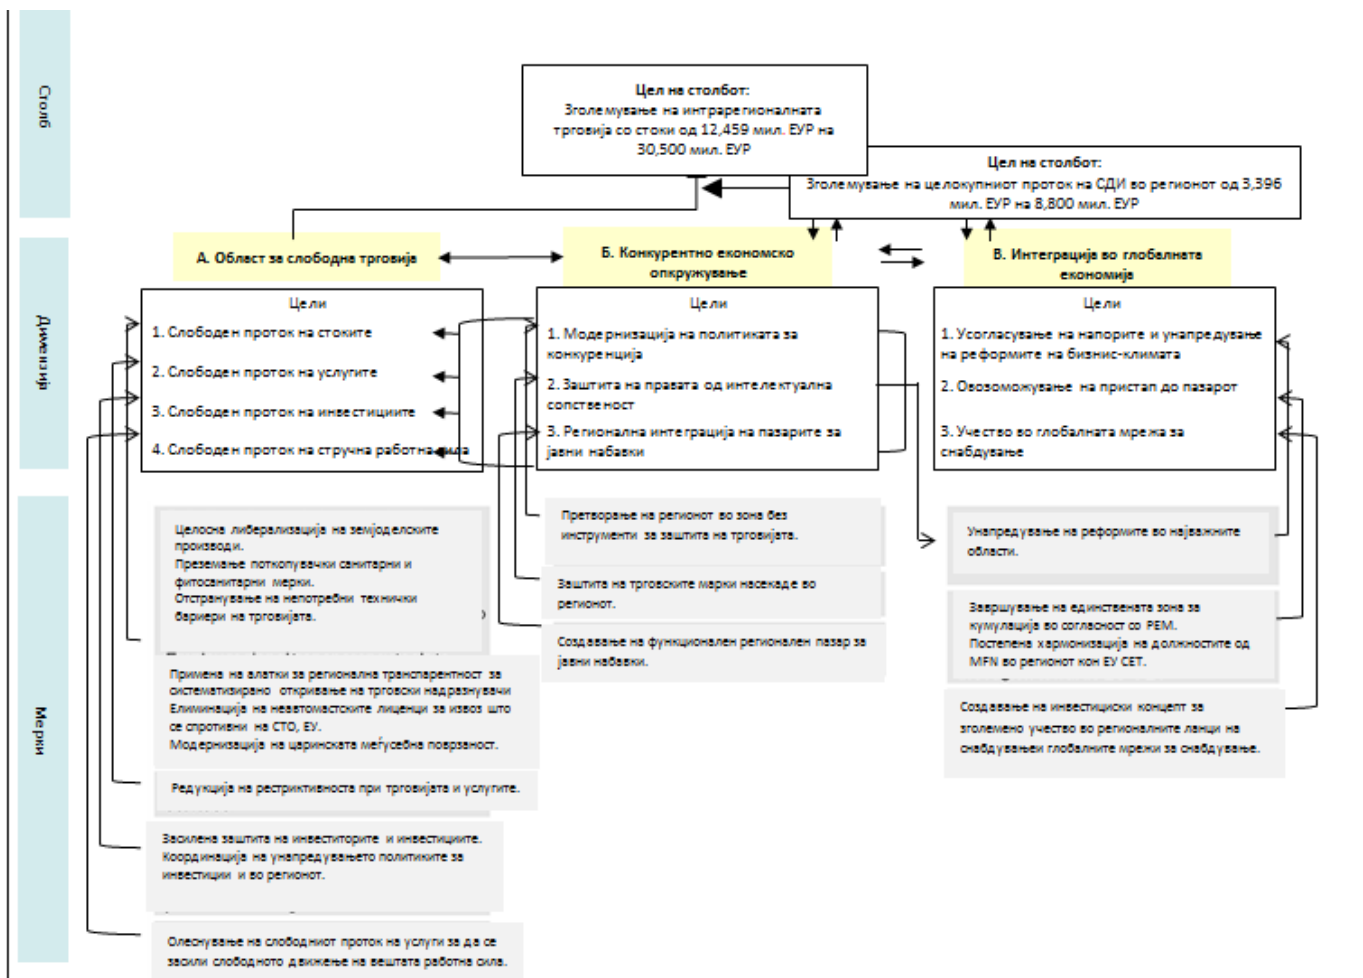 Столб
Цел на столбот:
Зголемување на интрарегионалната
трговија со стоки од 12,459 мил. ЕУР на
30,500 мил. ЕУР
Цел на столбот:
Зголемување на целокупниот проток на СДИ во регионот од 3,396
мил. ЕУР на 8,800 мил. ЕУР
Димензија
А. Област за слободна трговија
Б. Конкурентно економско
опкружување
В. Интеграција во глобалната
економија
Цели
1. Слободен проток на стоките
2. Слободен проток на услугите
3. Слободен проток на инвестициите
4. Слободен проток на стручна работна сила
Цели
1. Модернизација на политиката за
конкуренција
2. Заштита на правата од интелектуална
сопственост
3. Регионална интеграција на пазарите за
јавни набавки
Цели
1. Усогласување на напорите и унапредување
на реформите на бизнис-климата
2. Овозоможување на пристап до пазарот
3. Учество во глобалната мрежа за
снабдување
Мерки
Целосна либерализација на земјоделските
производи.
Преземање поткопувачки санитарни и
фитосанитарни мерки.
Отстранување на непотребни технички
бариери на трговијата.
Примена на алатки за регионална транспарентност за
систематизирано откривање на трговски надразнувачи
Елиминација на неавтомастските лиценци за извоз што
се спротивни на СТО, ЕУ.
Модернизација на царинската меѓусебна поврзаност.
Редукција на рестриктивноста при трговијата и услугите.
Засилена заштита на инвеститорите и инвестициите.
Координација на унапредувањето политиките за
инвестиции и во регионот.
Олеснување на слободниот проток на услуги за да се
засили слободното движење на вештата работна сила.
Претворање на регионот во зона без
инструменти за заштита на трговијата.
Заштита на трговските марки насекаде во
регионот.
Создавање на функционален регионален пазар за
јавни набавки.
Унапредување на реформите во најважните
области.
Завршување на единствената зона за
кумулација во согласност со РЕМ.
Постепена хармонизација на должностите од
MFN во регионот кон ЕУ СЕТ.
Создавање на инвестициски концепт за
зголемено учество во регионалните ланци на
снабдувањеи глобалните мрежи за снабдување.